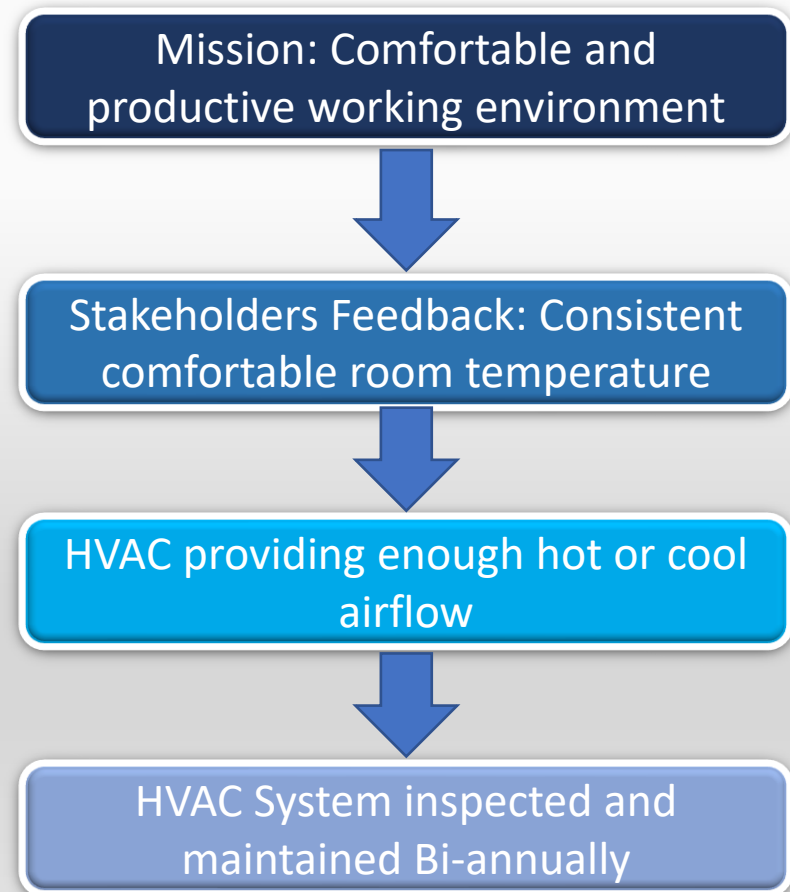 Mission: Comfortable and
productive working environment
Stakeholders Feedback: Consistent
comfortable room temperature
HVAC providing enough hot or cool
airflow
HVAC System inspected and
maintained Bi-annually